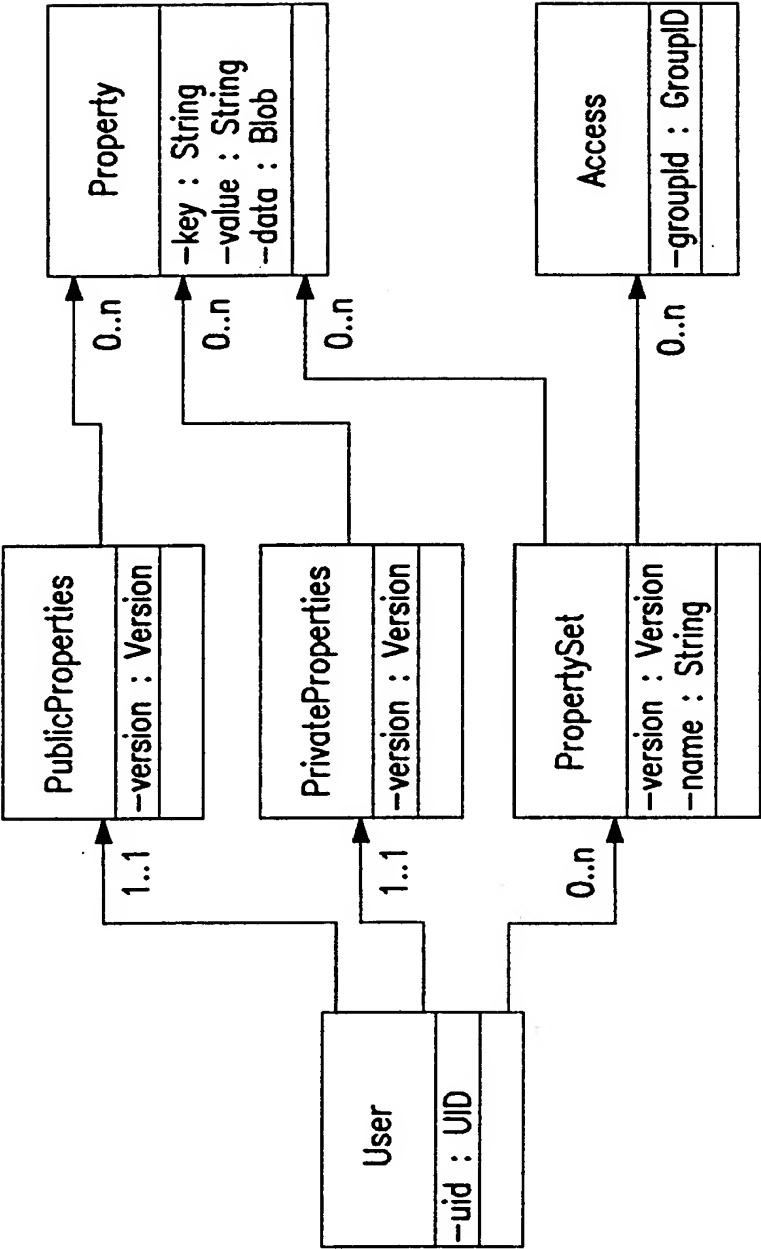 User
-uid : UID
1..1
1..1
0..n
PublicProperties
-version : Version
PrivateProperties
-version : Version
PropertySet
-version : Version
-name : String
0..n
0..n
0..n
0..n
Property
-key : String
-value : String
-data : Blob
Access
-groupId : GroupID